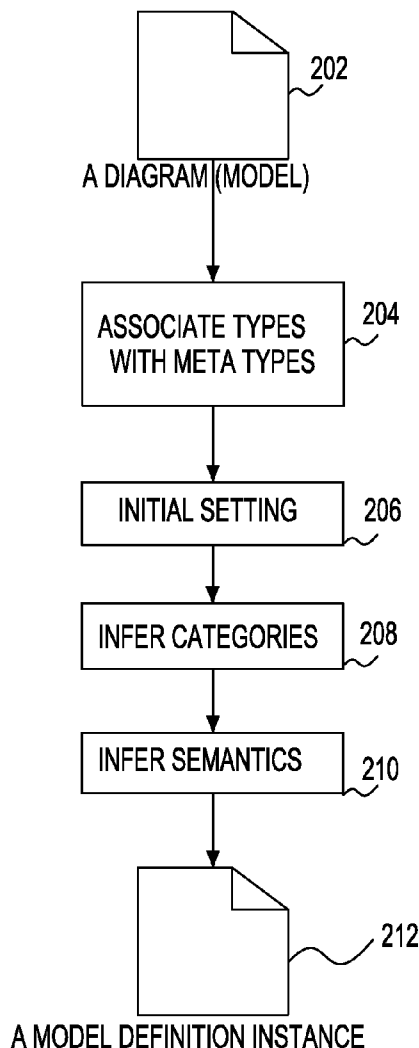 202
A DIAGRAM (MODEL)
ASSOCIATE TYPES
WITH META TYPES
204
INITIAL SETTING
206
INFER CATEGORIES
208
INFER SEMANTICS
210
212
A MODEL DEFINITION INSTANCE